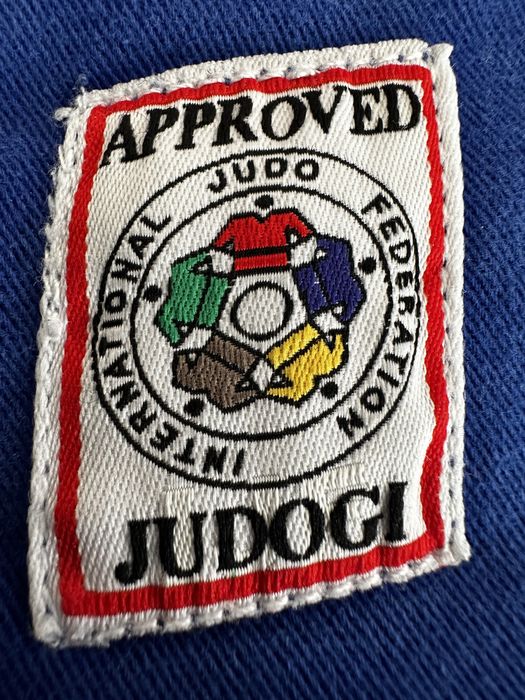 APPROVED
INTERNATIONAL JUDO FEDERATION
JUDOGI